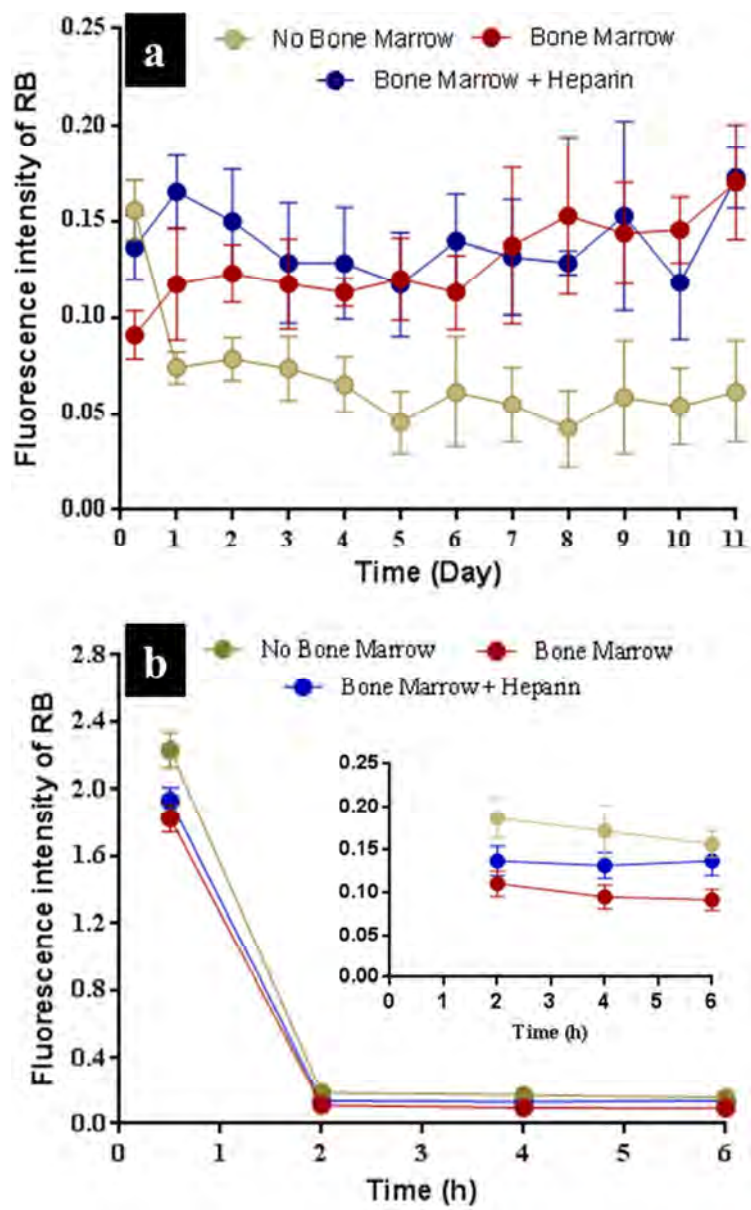 a
No Bone Marrow
Bone Marrow
Bone Marrow + Heparin
Fluorescence intensity of RB
0.25
0.20
0.15
0.10
0.05
0.00
0 1 2 3 4 5 6 7 8 9 10 11
Time (Day)
b
No Bone Marrow
Bone Marrow
Bone Marrow + Heparin
Fluorescence intensity of RB
2.8
2.4
2.0
1.6
1.2
0.8
0.4
0.0
0 1 2 3 4 5 6
Time (h)
0.25
0.20
0.15
0.10
0.05
0.00
0 1 2 3 4 5 6
Time (h)